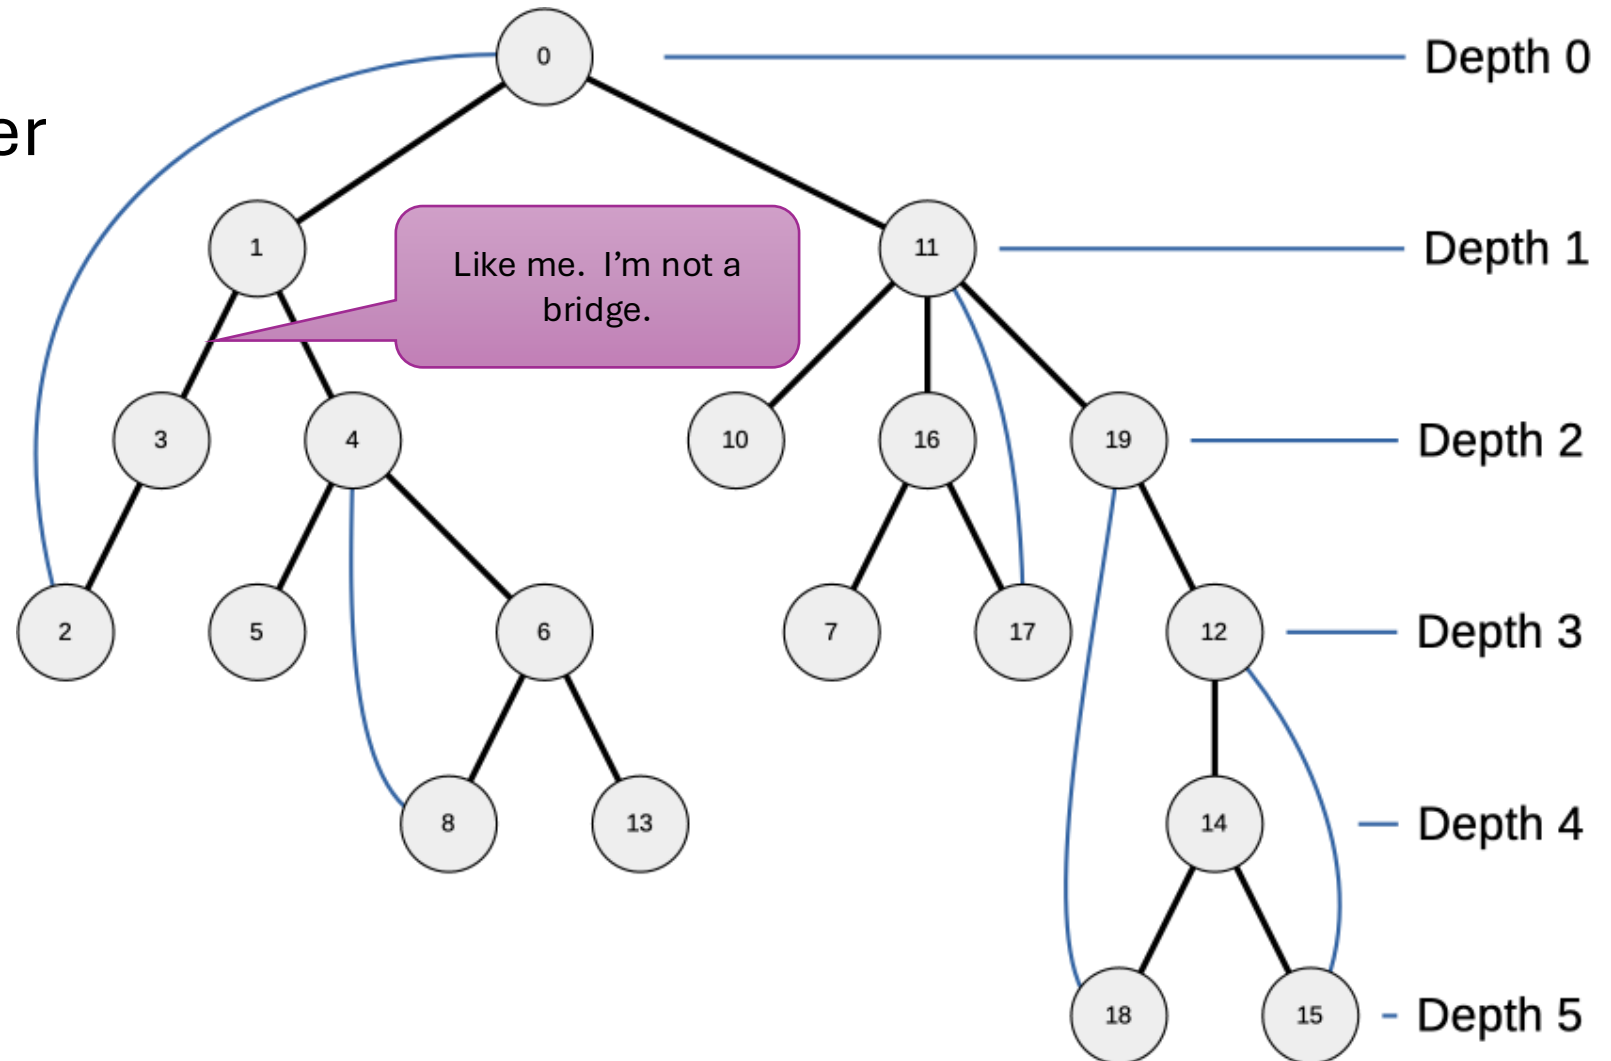 0
Depth 0
er
1
Like me. I’m not a
bridge.
11
Depth 1
3
4
10
16
19
Depth 2
2
5
6
7
17
12
Depth 3
8
13
14
Depth 4
18
15
Depth 5